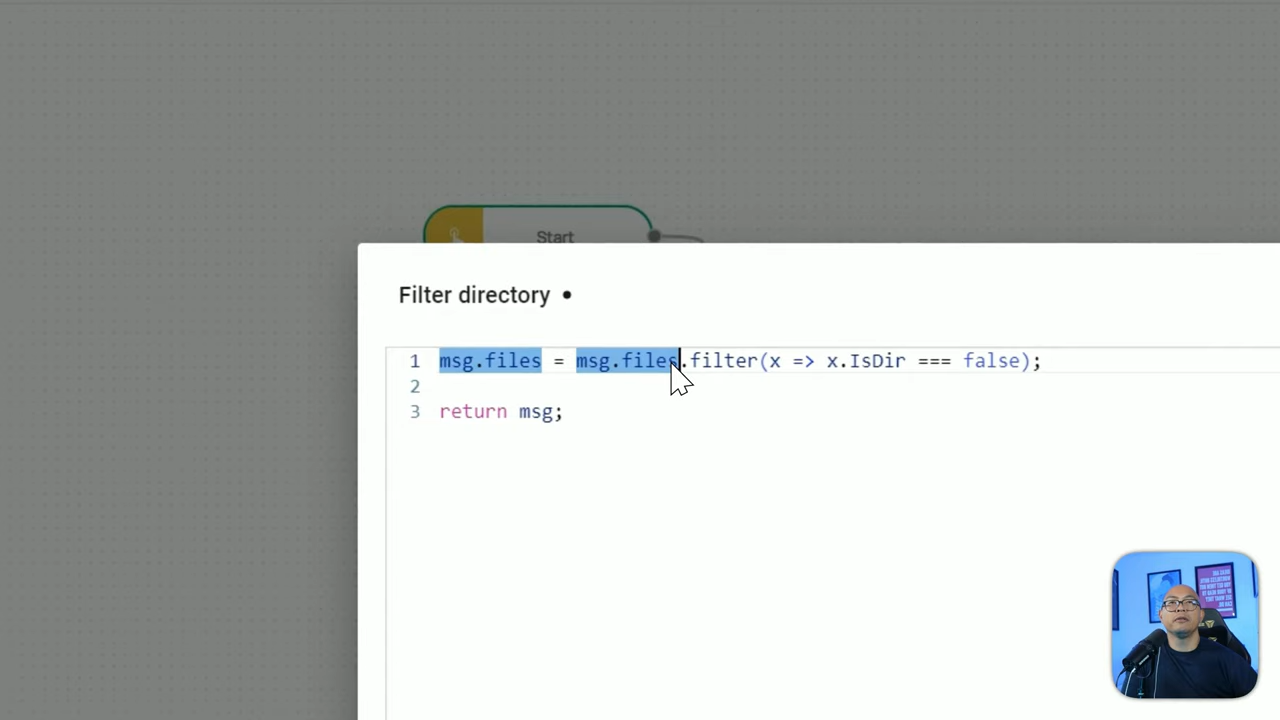 Start
Filter directory •
1 msg.files = msg.files.filter(x => x.IsDir === false);
2
3 return msg;